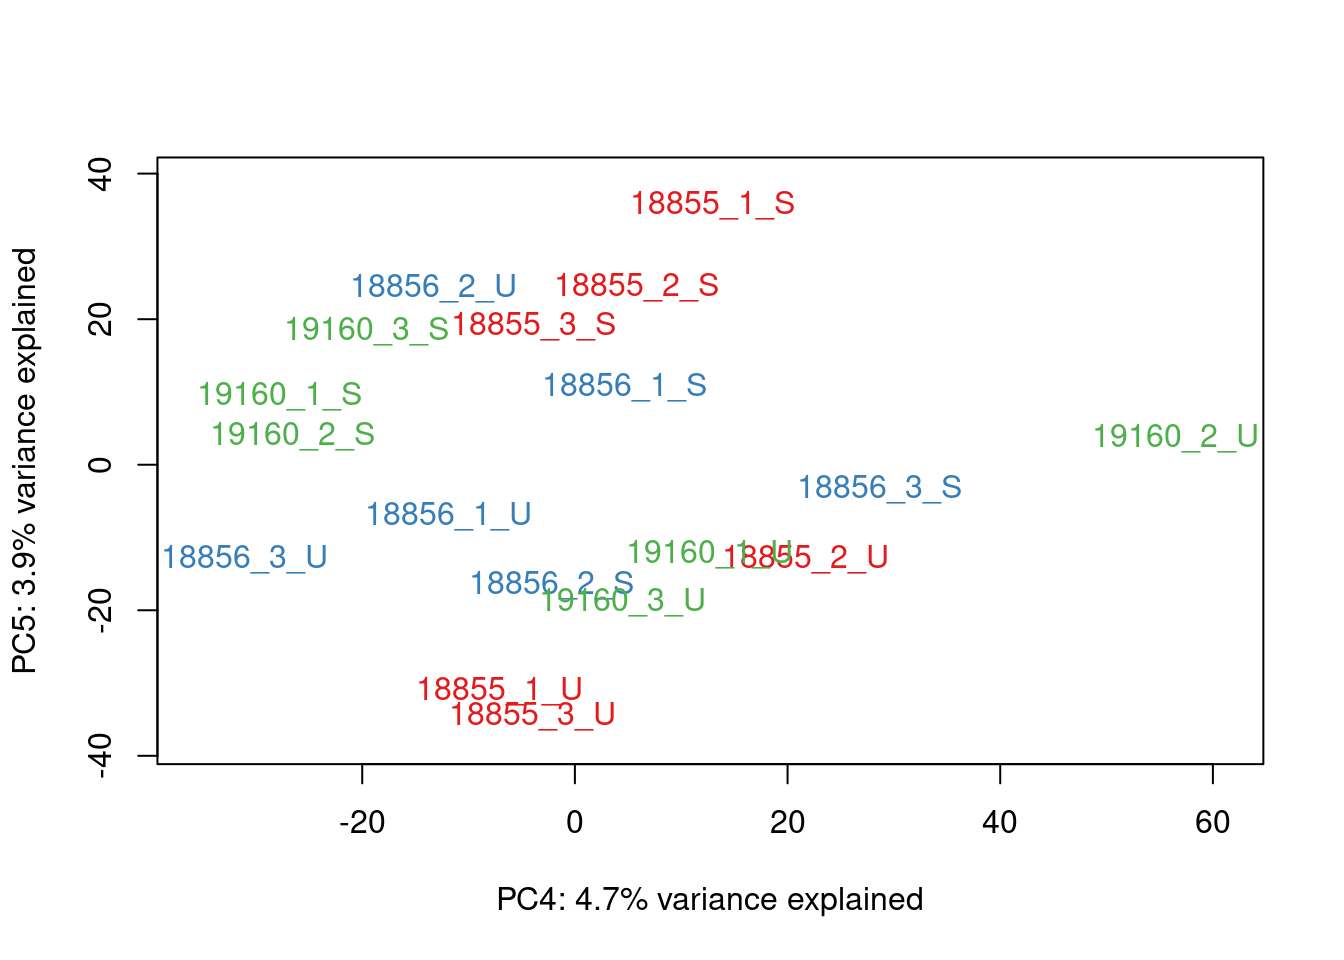 40
18855_1_S
18856_2_U
18855_2_S
20
19160_3_S
18855_3_S
18856_1_S
19160_1_S
19160_2_S
19160_2_U
0
18856_3_S
18856_1_U
19160_1_U
18855_2_U
18856_3_U
18856_2_S
19160_3_U
-20
18855_1_U
18855_3_U
-40
PC5: 3.9% variance explained
-20 0 20 40 60
PC4: 4.7% variance explained